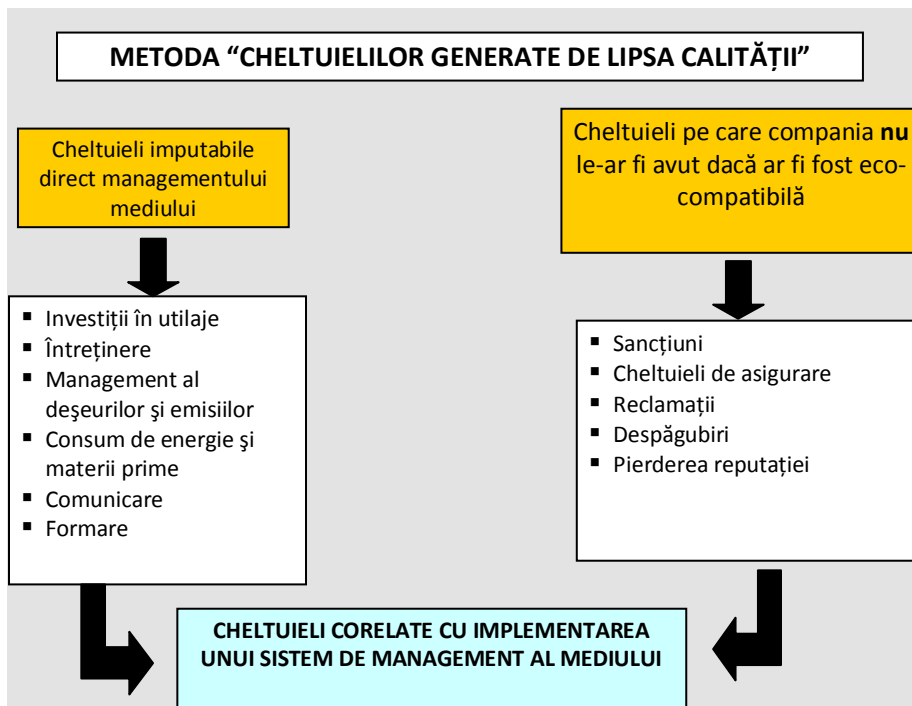 METODA “CHELTUIELILOR GENERATE DE LIPSA CALITĂȚII”
Cheltuieli imputabile
direct managementului
mediului
Cheltuieli pe care compania nu
le-ar fi avut dacă ar fi fost eco-
compatibilă
▪ Investiții în utilaje
▪ Întreținere
▪ Management al
deşeurilor şi emisiilor
▪ Consum de energie şi
materii prime
▪ Comunicare
▪ Formare
▪ Sancțiuni
▪ Cheltuieli de asigurare
▪ Reclamații
▪ Despăgubiri
▪ Pierderea reputației
CHELTUIELI CORELATE CU IMPLEMENTAREA
UNUI SISTEM DE MANAGEMENT AL MEDIULUI